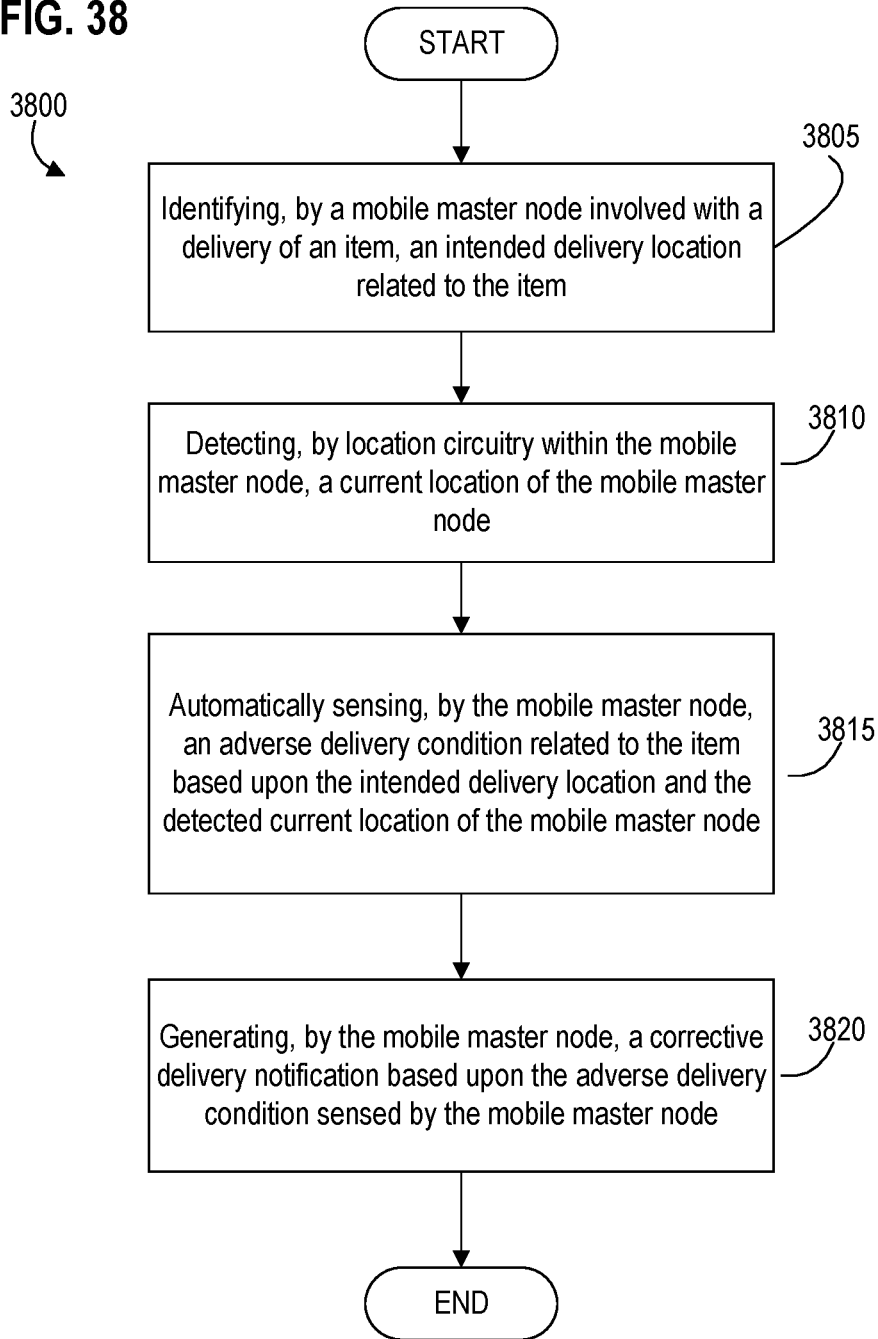 FIG. 38
START
3800
3805
Identifying, by a mobile master node involved with a
delivery of an item, an intended delivery location
related to the item
3810
Detecting, by location circuitry within the mobile
master node, a current location of the mobile master
node
Automatically sensing, by the mobile master node,
an adverse delivery condition related to the item
based upon the intended delivery location and the
detected current location of the mobile master node
3815
Generating, by the mobile master node, a corrective
delivery notification based upon the adverse delivery
condition sensed by the mobile master node
3820
END